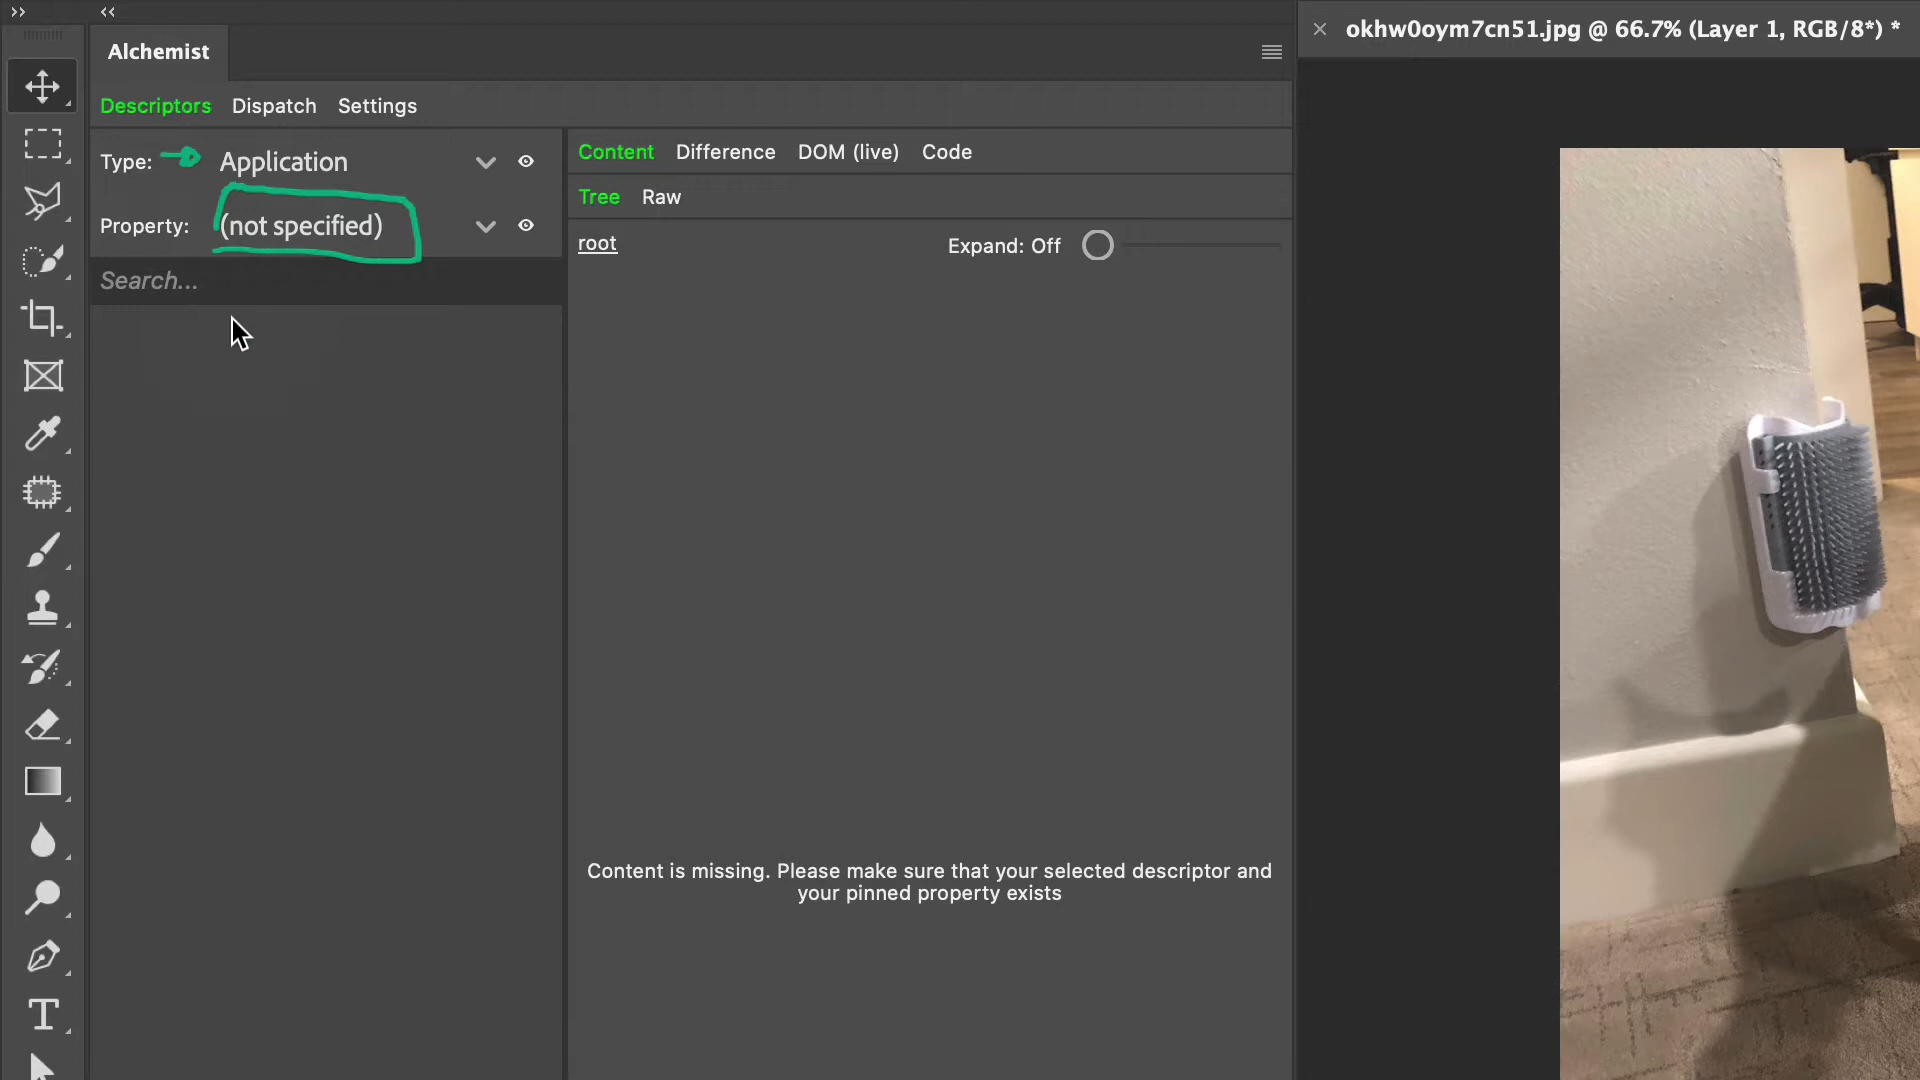 Alchemist
okhw0oym7cn51.jpg @ 66.7% (Layer 1, RGB/8*) *
Descriptors Dispatch Settings
Type: Application
Property: (not specified)
Search...
Content Difference DOM (live) Code
Tree Raw
root Expand: Off
Content is missing. Please make sure that your selected descriptor and
your pinned property exists